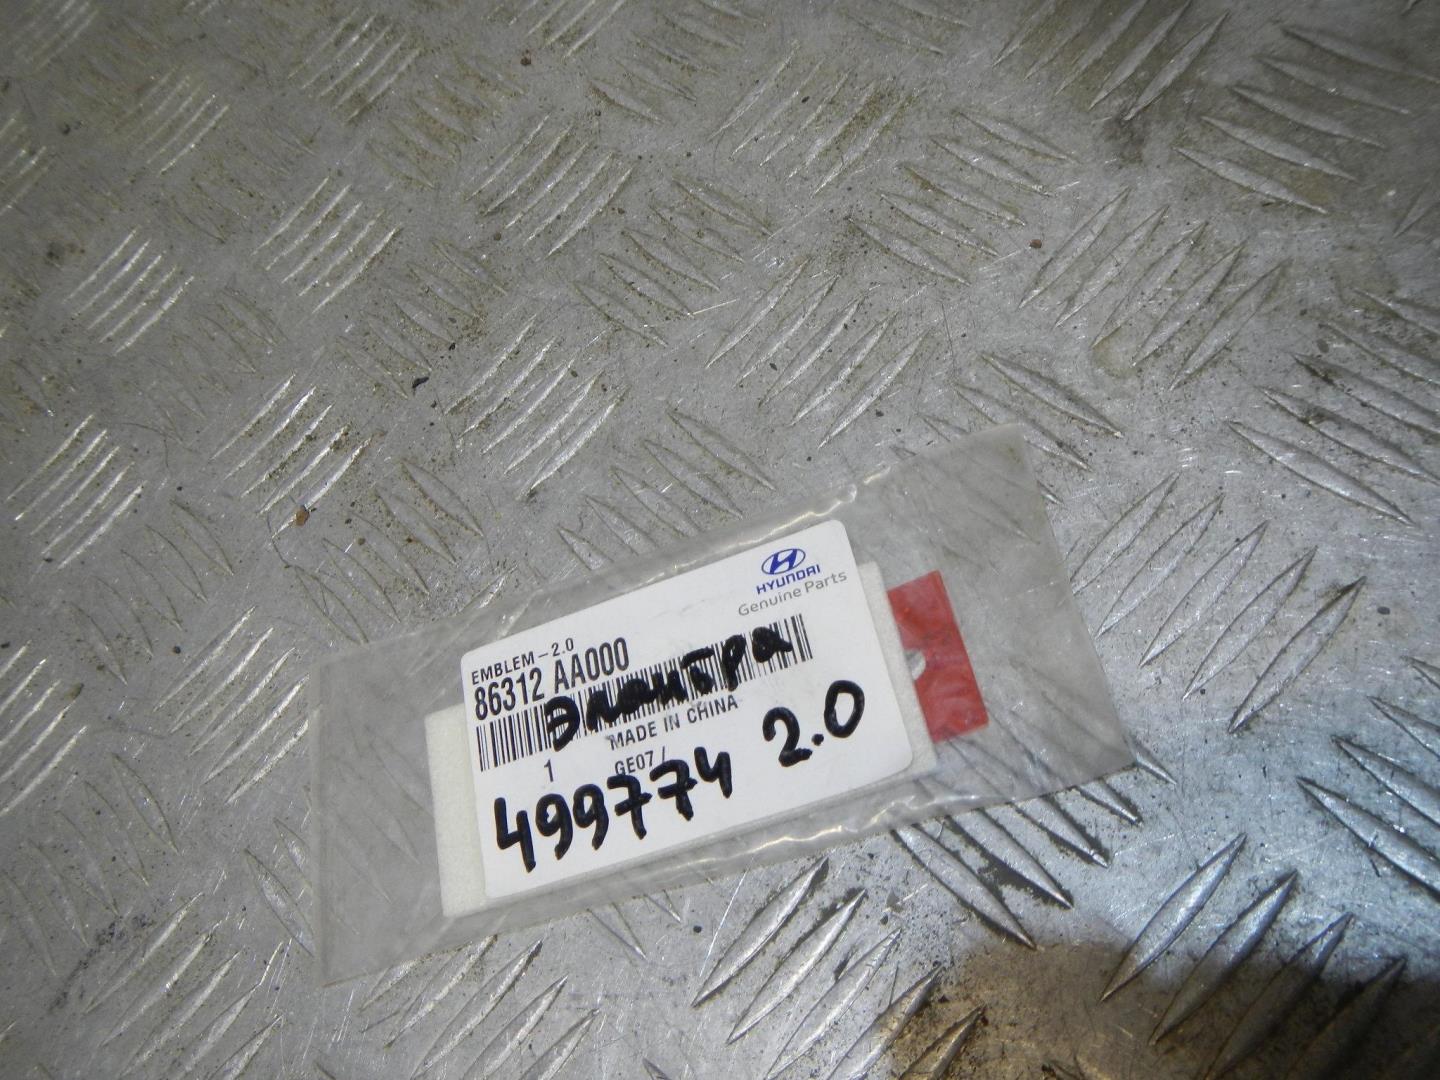 HYUNDAI
Genuine Parts
EMBLEM-2.0
86312 AA000
Элантра
MADE IN CHINA
1 GE07 /
499774 2.0